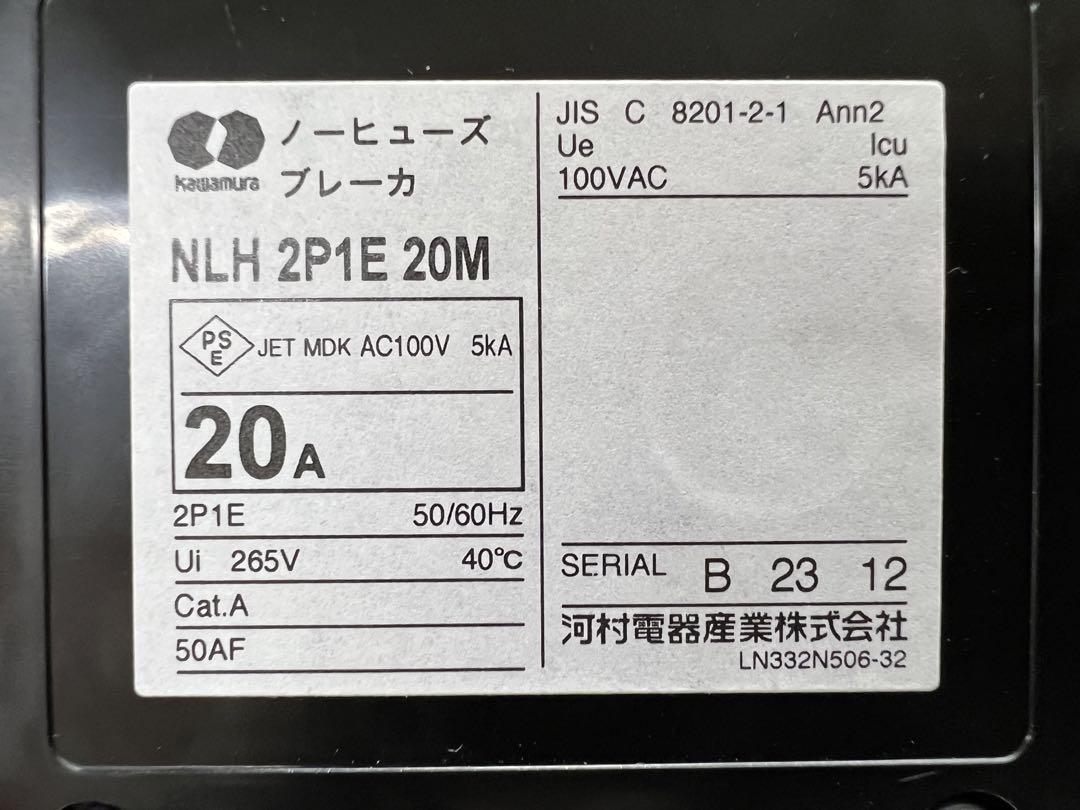 ノーヒューズ
ブレーカ
Kawamura
NLH 2P1E 20M
PSE JET MDK AC100V 5kA
20A
2P1E 50/60Hz
Ui 265V 40℃
Cat.A
50AF
JIS C 8201-2-1 Ann2
Ue Icu
100VAC 5kA
SERIAL B 23 12
河村電器産業株式会社
LN332N506-32